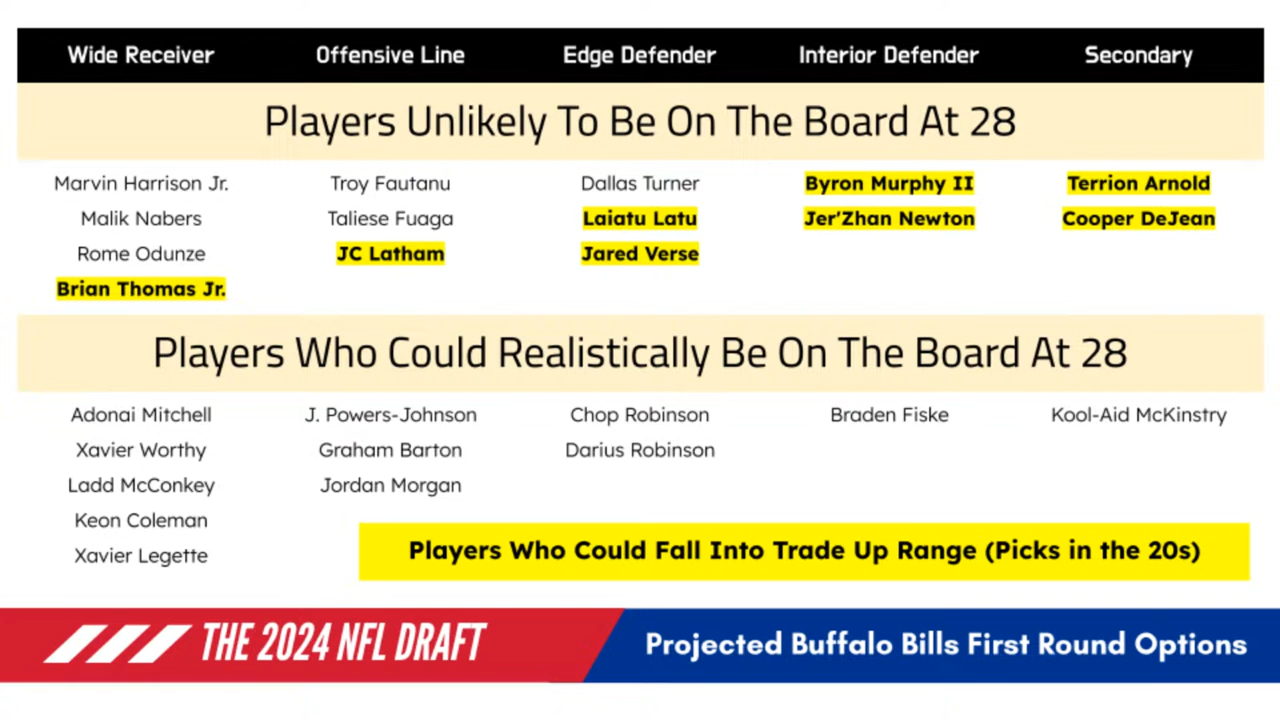 Wide Receiver Offensive Line Edge Defender Interior Defender Secondary
Players Unlikely To Be On The Board At 28
Marvin Harrison Jr. Troy Fautanu Dallas Turner Byron Murphy II Terrion Arnold
Malik Nabers Taliese Fuaga Laiatu Latu Jer'Zhan Newton Cooper DeJean
Rome Odunze JC Latham Jared Verse
Brian Thomas Jr.
Players Who Could Realistically Be On The Board At 28
Adonai Mitchell J. Powers-Johnson Chop Robinson Braden Fiske Kool-Aid McKinstry
Xavier Worthy Graham Barton Darius Robinson
Ladd McConkey Jordan Morgan
Keon Coleman
Xavier Legette
Players Who Could Fall Into Trade Up Range (Picks in the 20s)
THE 2024 NFL DRAFT
Projected Buffalo Bills First Round Options